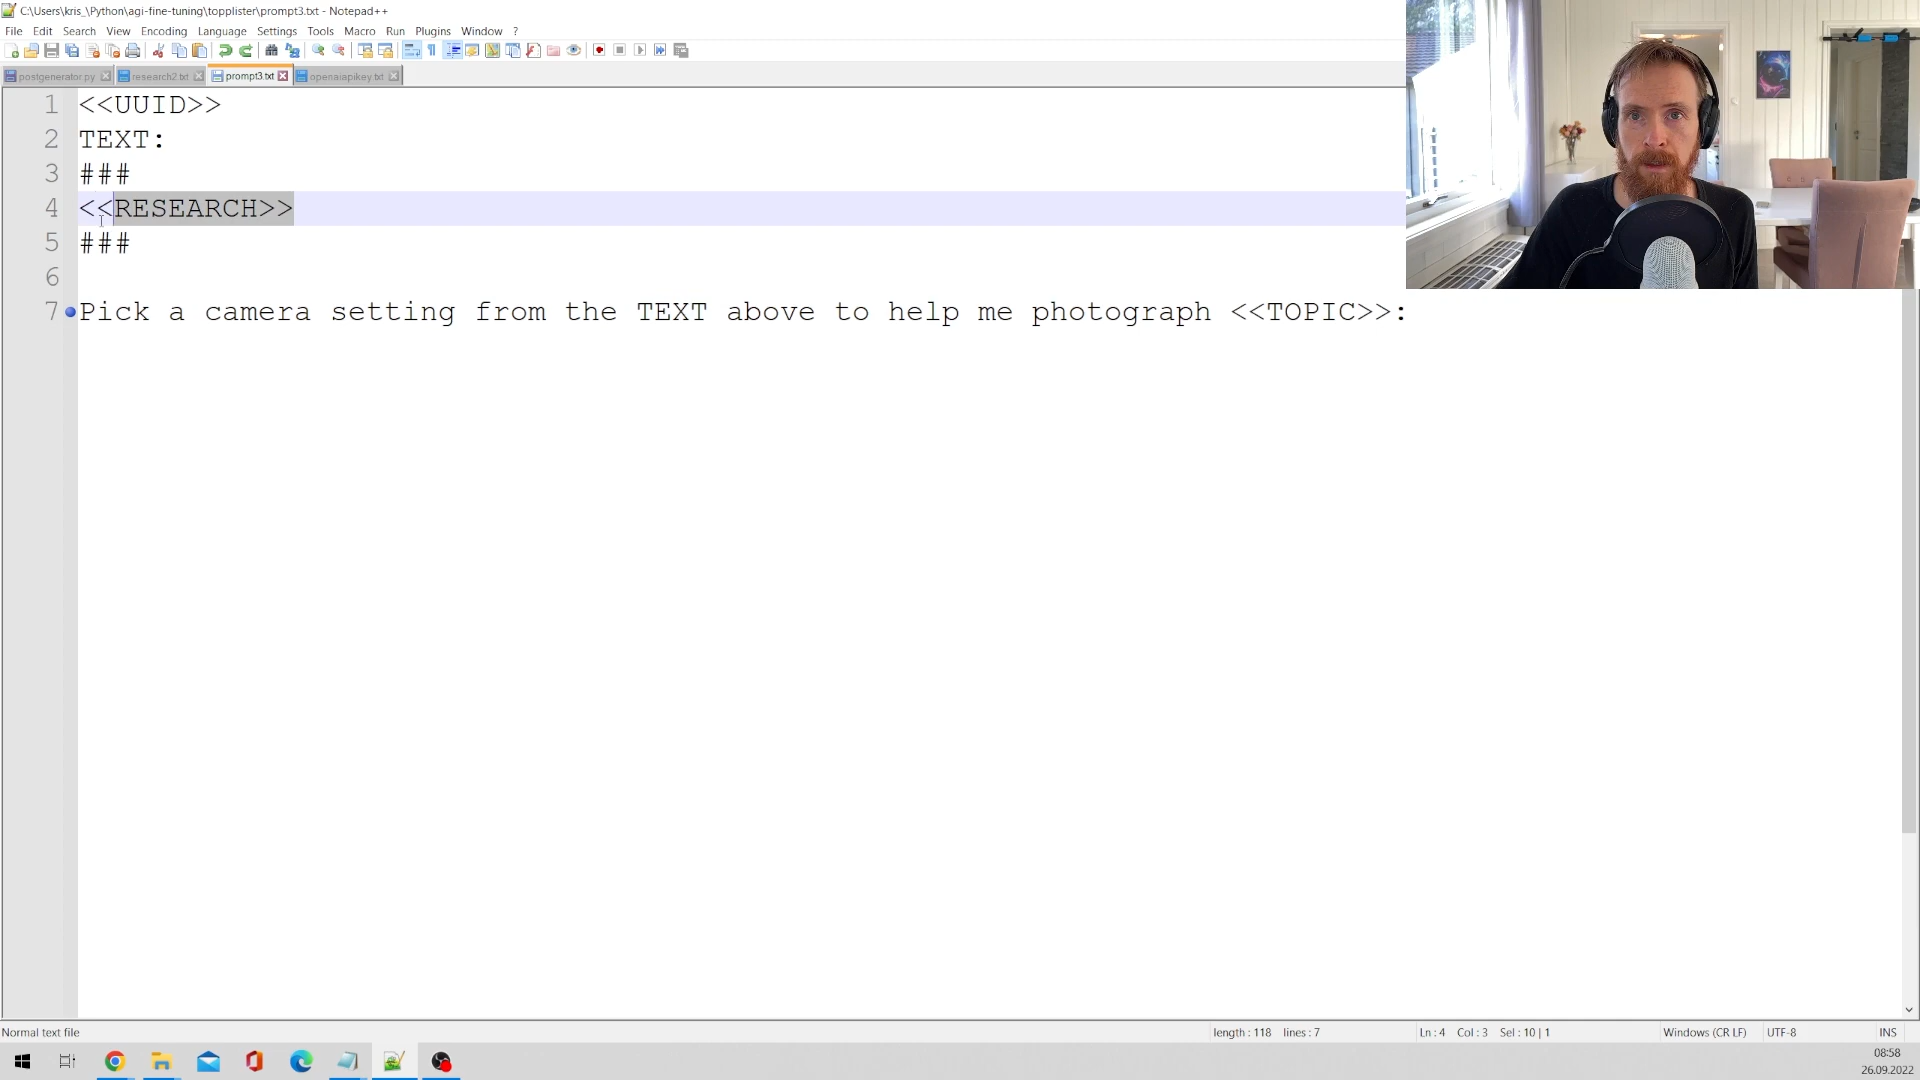 C:\Users\kris_\Python\agi-fine-tuning\topplister\prompt3.txt - Notepad++
File Edit Search View Encoding Language Settings Tools Macro Run Plugins Window ?
postgenerator.py research2.txt prompt3.txt openaiapikey.txt
1 <<UUID>>
2 TEXT:
3 ###
4 <<RESEARCH>>
5 ###
6
7 Pick a camera setting from the TEXT above to help me photograph <<TOPIC>>:
Normal text file length : 118 lines : 7 Ln : 4 Col : 3 Sel : 10 | 1 Windows (CR LF) UTF-8 INS
08:58
26.09.2022